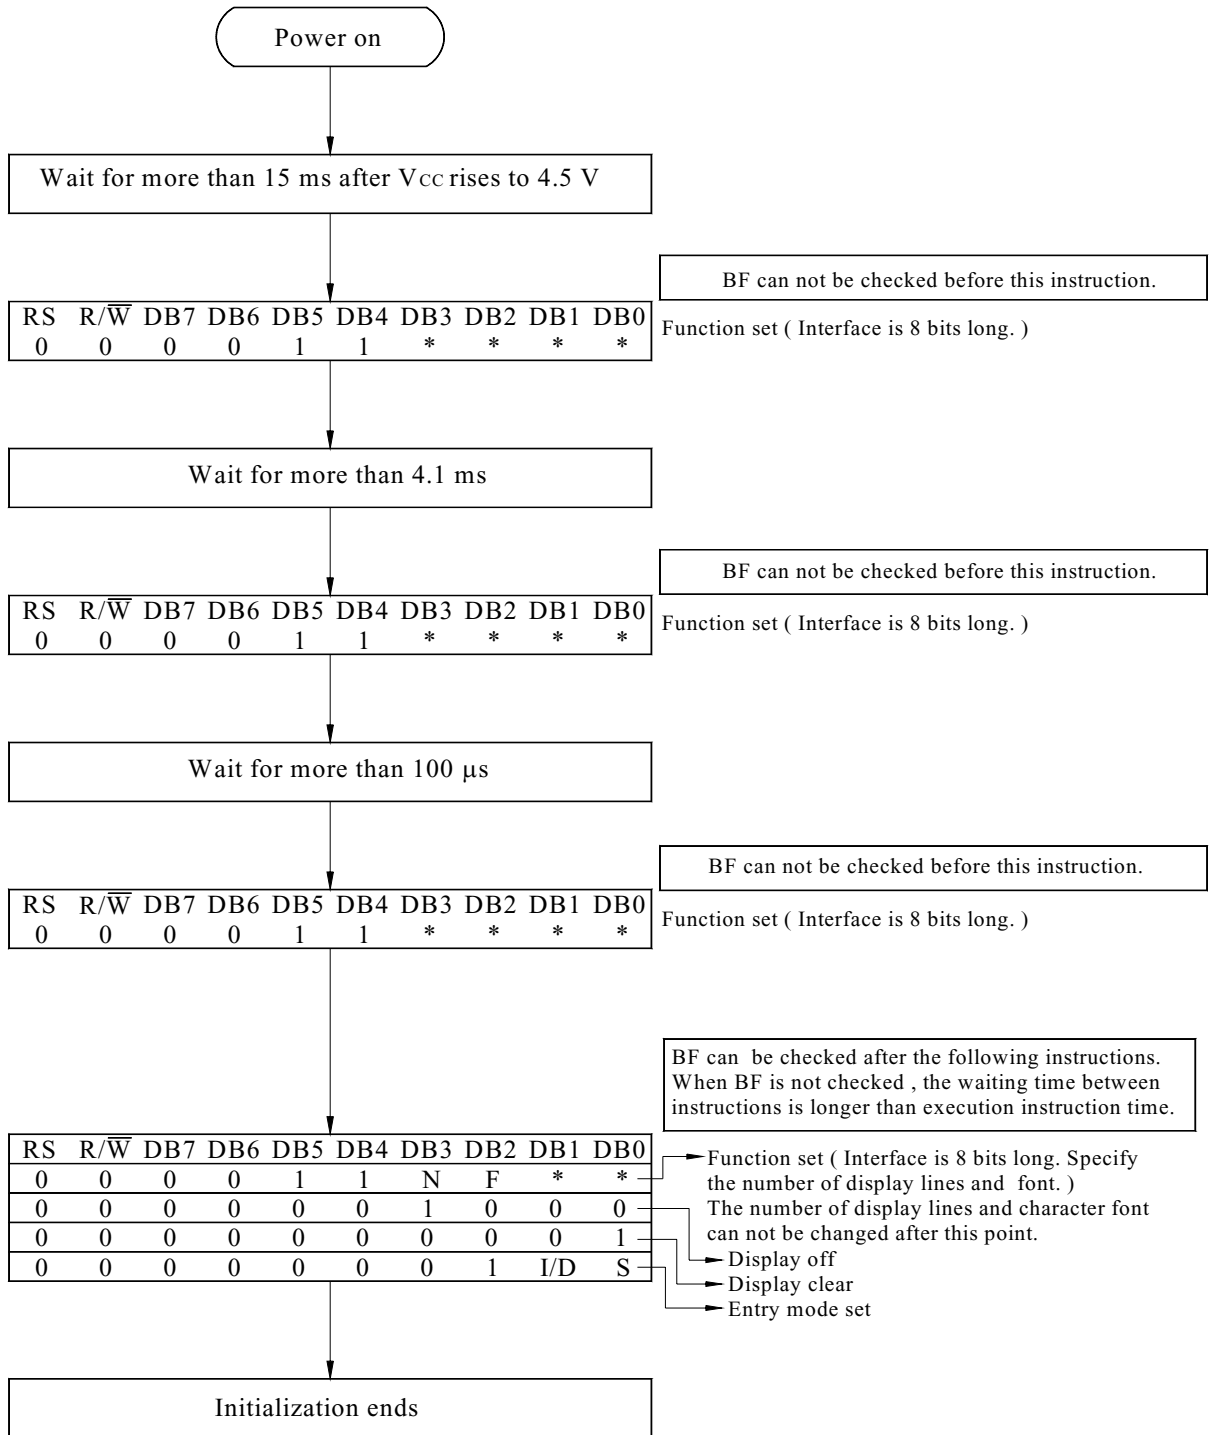 Power on
Wait for more than 15 ms after VCC rises to 4.5 V
BF can not be checked before this instruction.
RS R/W̅ DB7 DB6 DB5 DB4 DB3 DB2 DB1 DB0
0 0 0 0 1 1 * * * *
Function set ( Interface is 8 bits long. )
Wait for more than 4.1 ms
BF can not be checked before this instruction.
RS R/W̅ DB7 DB6 DB5 DB4 DB3 DB2 DB1 DB0
0 0 0 0 1 1 * * * *
Function set ( Interface is 8 bits long. )
Wait for more than 100 μs
BF can not be checked before this instruction.
RS R/W̅ DB7 DB6 DB5 DB4 DB3 DB2 DB1 DB0
0 0 0 0 1 1 * * * *
Function set ( Interface is 8 bits long. )
BF can be checked after the following instructions.
When BF is not checked , the waiting time between
instructions is longer than execution instruction time.
RS R/W̅ DB7 DB6 DB5 DB4 DB3 DB2 DB1 DB0
0 0 0 0 1 1 N F * *
0 0 0 0 0 0 1 0 0 0
0 0 0 0 0 0 0 0 0 1
0 0 0 0 0 0 0 1 I/D S
Function set ( Interface is 8 bits long. Specify
the number of display lines and font. )
The number of display lines and character font
can not be changed after this point.
Display off
Display clear
Entry mode set
Initialization ends